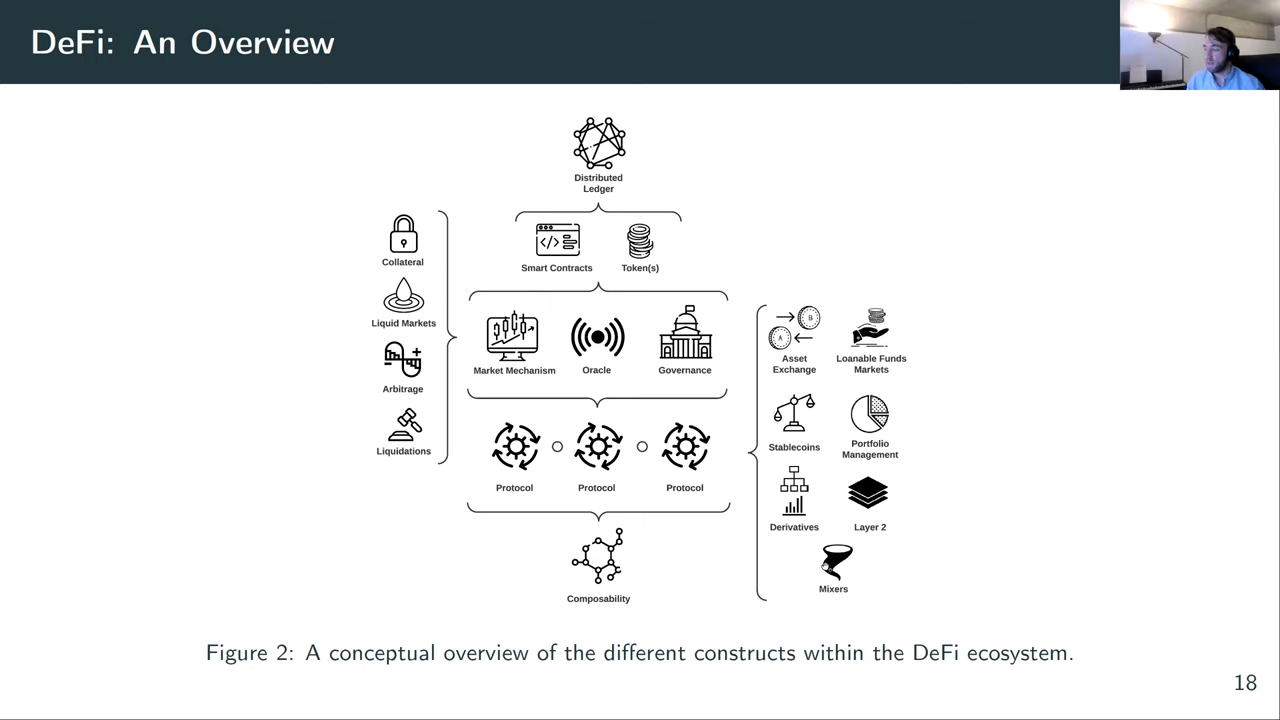 DeFi: An Overview
Distributed
Ledger
Smart Contracts
Token(s)
Collateral
Liquid Markets
Arbitrage
Liquidations
Market Mechanism
Oracle
Governance
Protocol
Protocol
Protocol
Composability
B
A
Asset
Exchange
Loanable Funds
Markets
Stablecoins
Portfolio
Management
Derivatives
Layer 2
Mixers
Figure 2: A conceptual overview of the different constructs within the DeFi ecosystem.
18